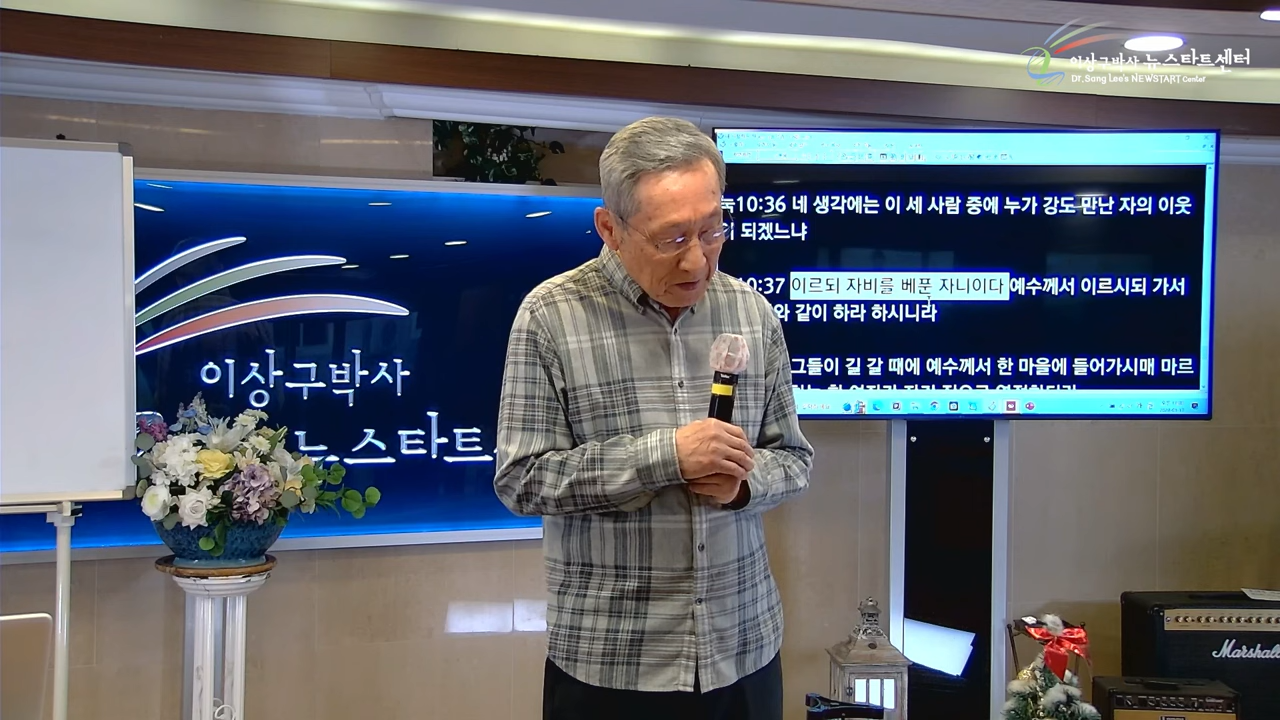 이상구박사 뉴스타트센터
Dr. Sang Lee's NEWSTART Center
10:36 네 생각에는 이 세 사람 중에 누가 강도 만난 자의 이웃
되겠느냐
10:37 이르되 자비를 베푼 자니이다 예수께서 이르시되 가서
와 같이 하라 하시니라
그들이 길 갈 때에 예수께서 한 마을에 들어가시매 마르
이상구박사
뉴스타트
Marshall